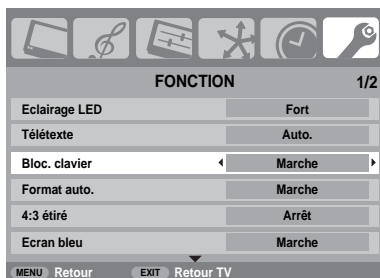 FONCTION 1/2
Eclairage LED Fort
Télétexte Auto.
Bloc. clavier Marche
Format auto. Marche
4:3 étiré Arrêt
Ecran bleu Marche
MENU Retour EXIT Retour TV